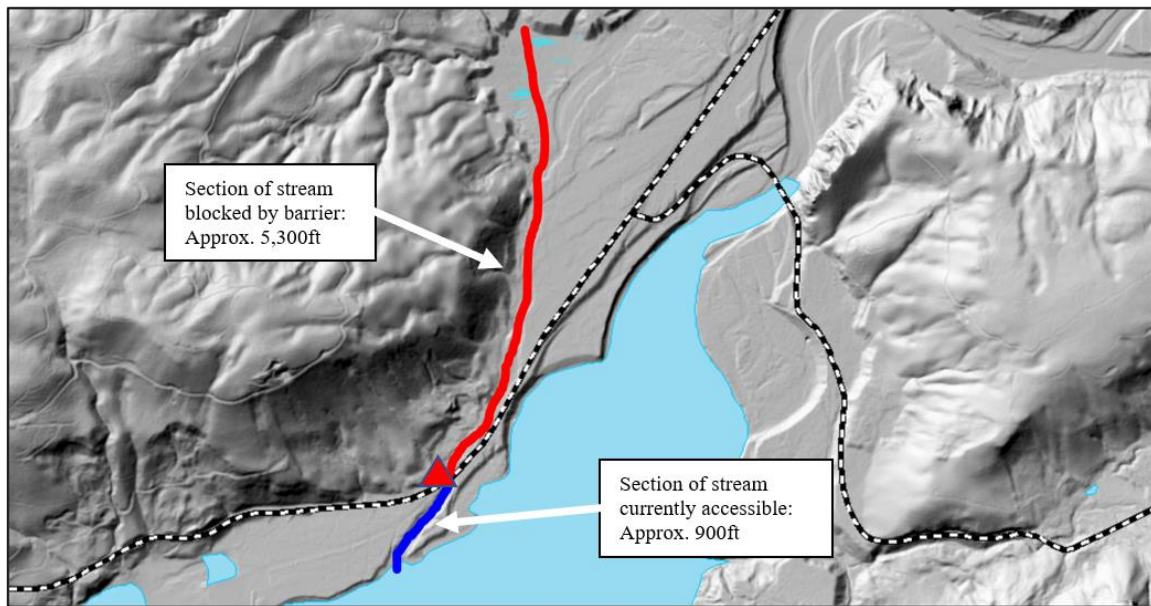 Section of stream
blocked by barrier:
Approx. 5,300ft
Section of stream
currently accessible:
Approx. 900ft